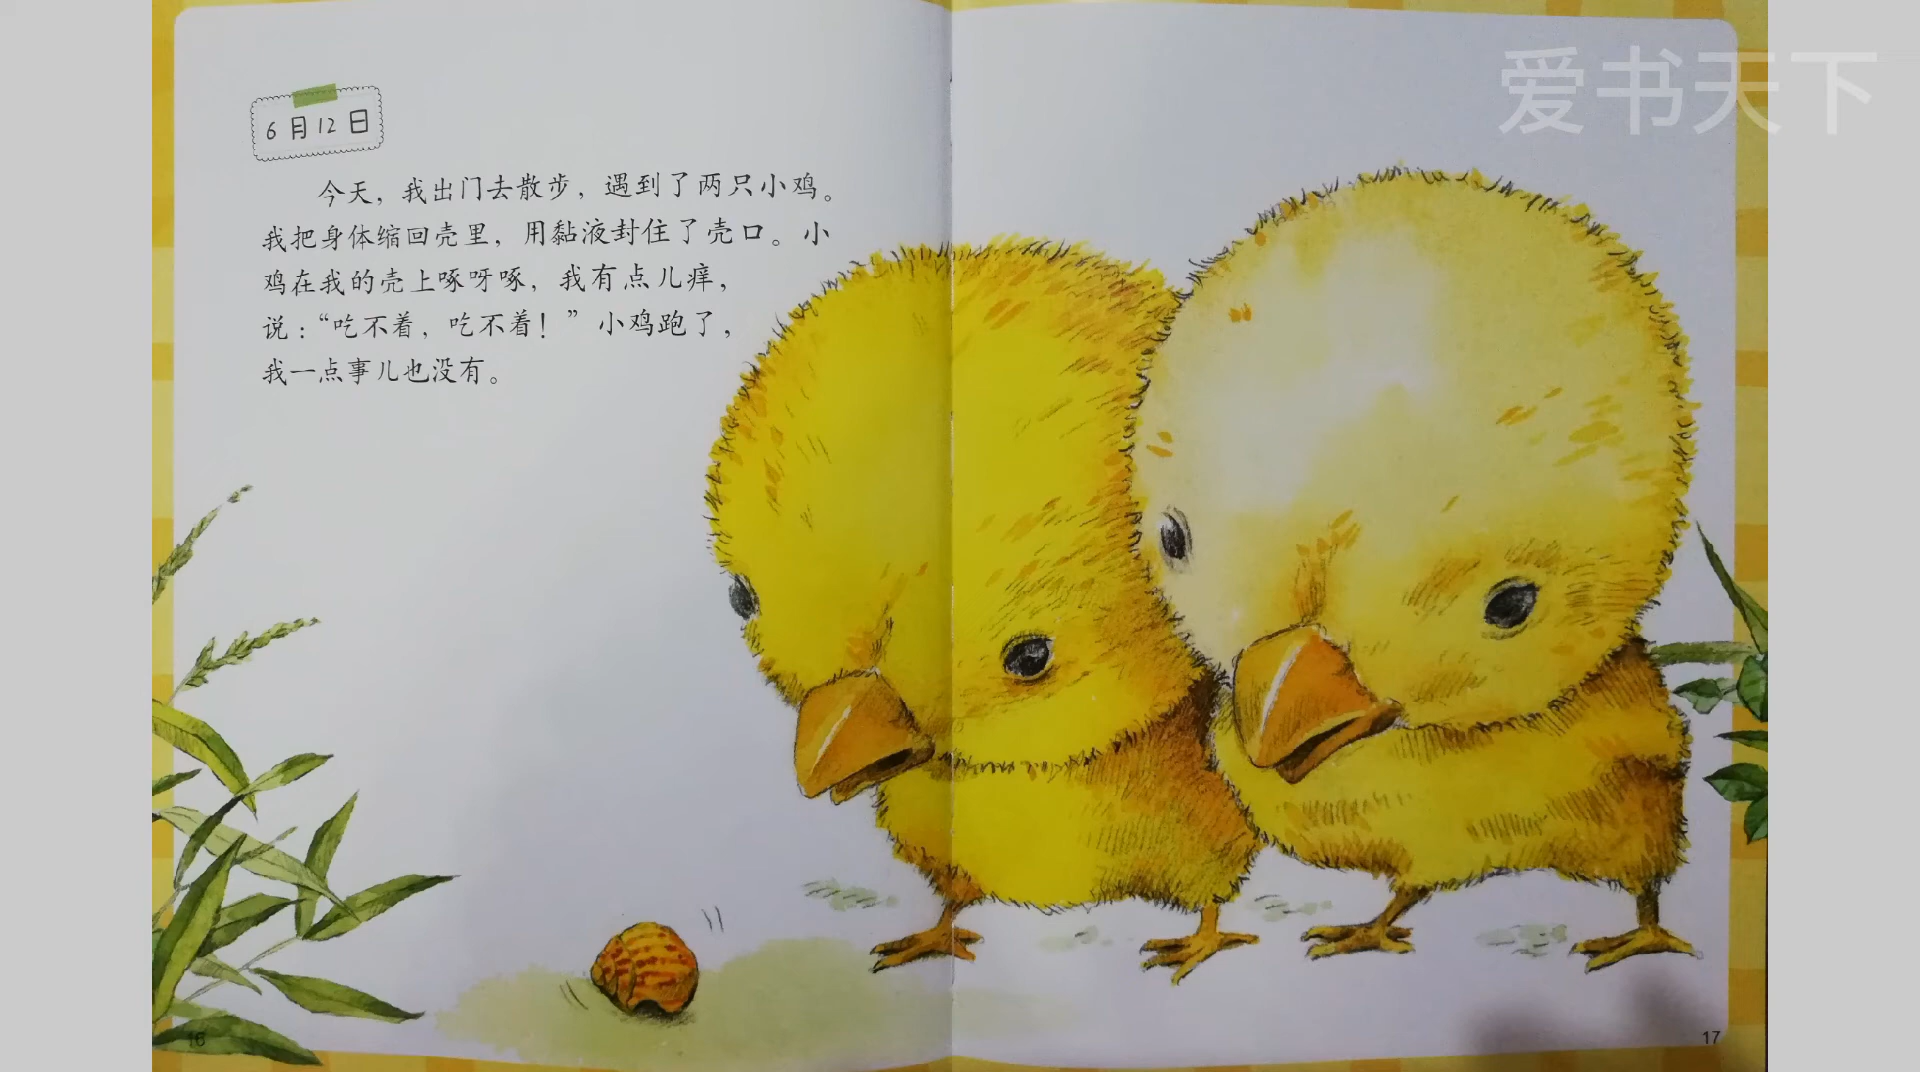 爱书天下
6月12日
今天，我出门去散步，遇到了两只小鸡。
我把身体缩回壳里，用黏液封住了壳口。小
鸡在我的壳上啄呀啄，我有点儿痒，
说：“吃不着，吃不着！”小鸡跑了，
我一点事儿也没有。
16
17